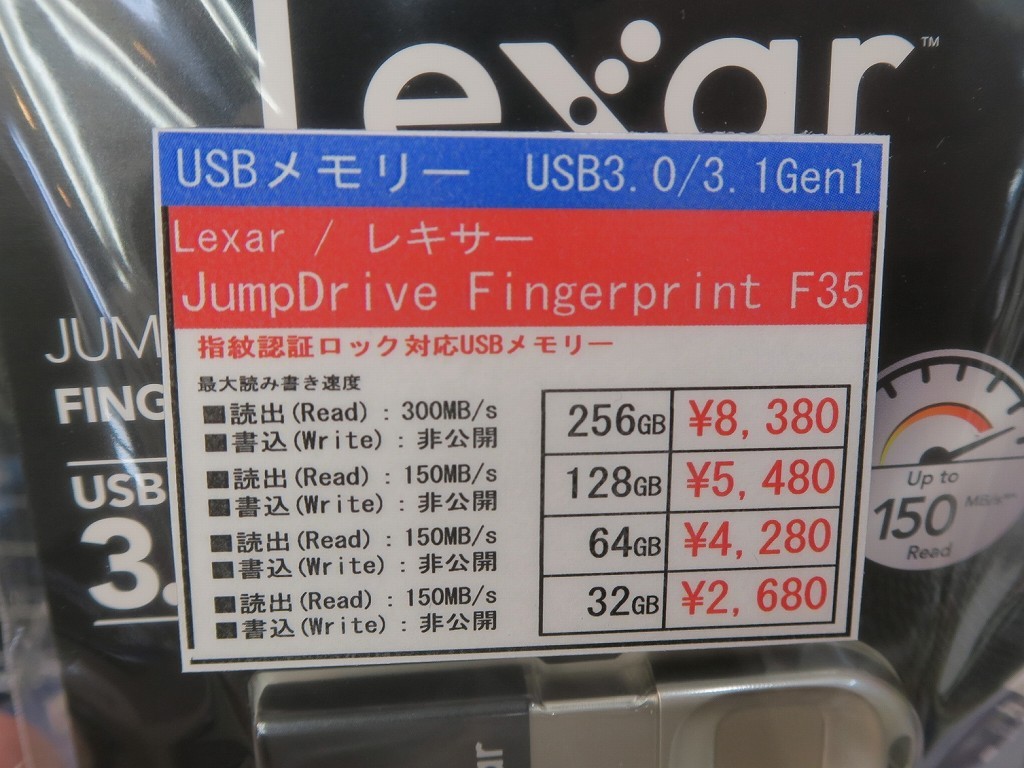 Lexar™
USBメモリー USB3.0/3.1Gen1
Lexar / レキサー
JumpDrive Fingerprint F35
指紋認証ロック対応USBメモリー
最大読み書き速度
■読出(Read) : 300MB/s
■書込(Write) : 非公開
256GB ¥8,380
■読出(Read) : 150MB/s
■書込(Write) : 非公開
128GB ¥5,480
■読出(Read) : 150MB/s
■書込(Write) : 非公開
64GB ¥4,280
■読出(Read) : 150MB/s
■書込(Write) : 非公開
32GB ¥2,680
JUM
FING
USB
3.
Up to
150
Read
ar